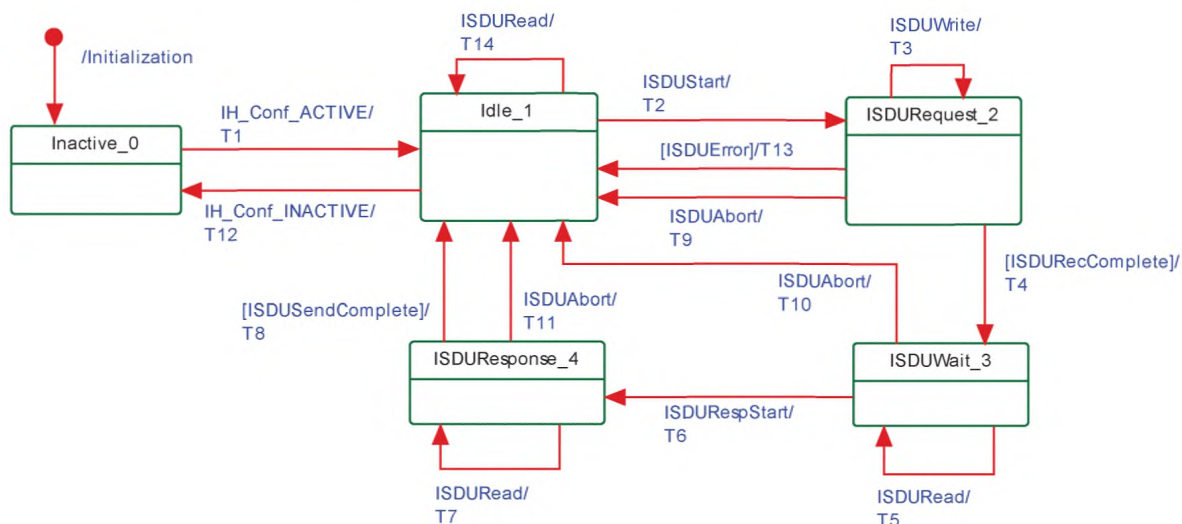 ISDURead/
T14
ISDUWrite/
T3
/Initialization
ISDUStart/
T2
Idle_1
ISDURequest_2
IH_Conf_ACTIVE/
T1
Inactive_0
[ISDUError]/T13
IH_Conf_INACTIVE/
T12
ISDUAbort/
T9
[ISDURecComplete]/
T4
ISDUAbort/
T10
[ISDUSendComplete]/
T8
ISDUAbort/
T11
ISDUResponse_4
ISDUWait_3
ISDURespStart/
T6
ISDURead/
T7
ISDURead/
T5